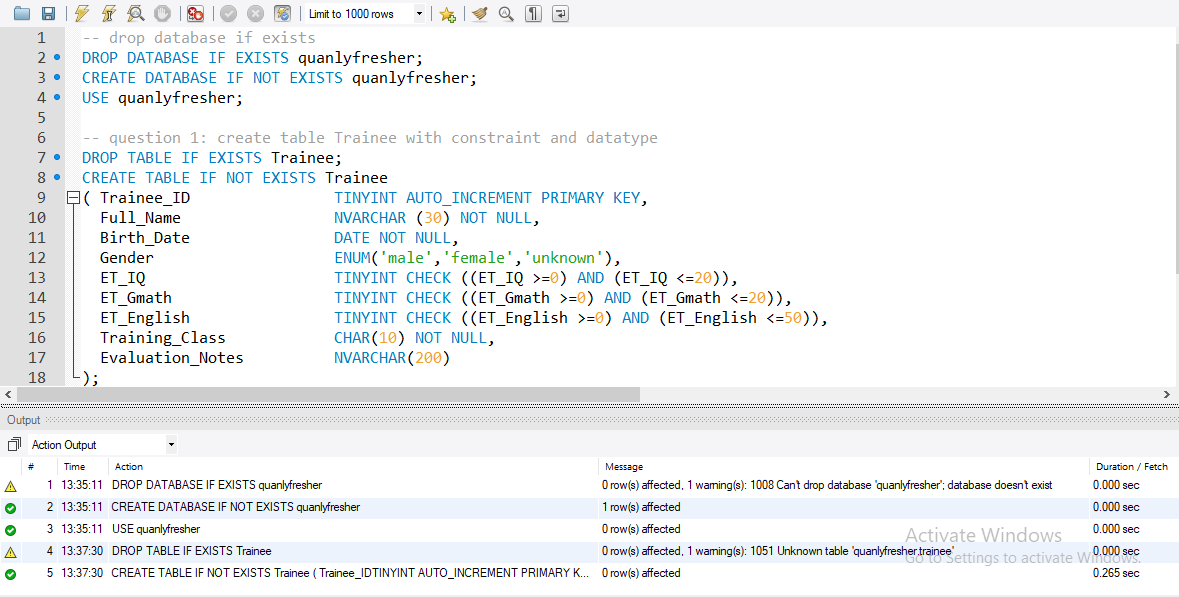 Limit to 1000 rows
1 -- drop database if exists
2 DROP DATABASE IF EXISTS quanlyfresher;
3 CREATE DATABASE IF NOT EXISTS quanlyfresher;
4 USE quanlyfresher;
5
6 -- question 1: create table Trainee with constraint and datatype
7 DROP TABLE IF EXISTS Trainee;
8 CREATE TABLE IF NOT EXISTS Trainee
9 ( Trainee_ID TINYINT AUTO_INCREMENT PRIMARY KEY,
10 Full_Name NVARCHAR (30) NOT NULL,
11 Birth_Date DATE NOT NULL,
12 Gender ENUM('male','female','unknown'),
13 ET_IQ TINYINT CHECK ((ET_IQ >=0) AND (ET_IQ <=20)),
14 ET_Gmath TINYINT CHECK ((ET_Gmath >=0) AND (ET_Gmath <=20)),
15 ET_English TINYINT CHECK ((ET_English >=0) AND (ET_English <=50)),
16 Training_Class CHAR(10) NOT NULL,
17 Evaluation_Notes NVARCHAR(200)
18 );
Output
Action Output
# Time Action Message Duration / Fetch
1 13:35:11 DROP DATABASE IF EXISTS quanlyfresher 0 row(s) affected, 1 warning(s): 1008 Can't drop database 'quanlyfresher'; database doesn't exist 0.000 sec
2 13:35:11 CREATE DATABASE IF NOT EXISTS quanlyfresher 1 row(s) affected 0.000 sec
3 13:35:11 USE quanlyfresher 0 row(s) affected 0.000 sec
Activate Windows
4 13:37:30 DROP TABLE IF EXISTS Trainee 0 row(s) affected, 1 warning(s): 1051 Unknown table 'quanlyfresher.trainee' 0.000 sec
Go to Settings to activate Windows.
5 13:37:30 CREATE TABLE IF NOT EXISTS Trainee ( Trainee_IDTINYINT AUTO_INCREMENT PRIMARY K... 0 row(s) affected 0.265 sec